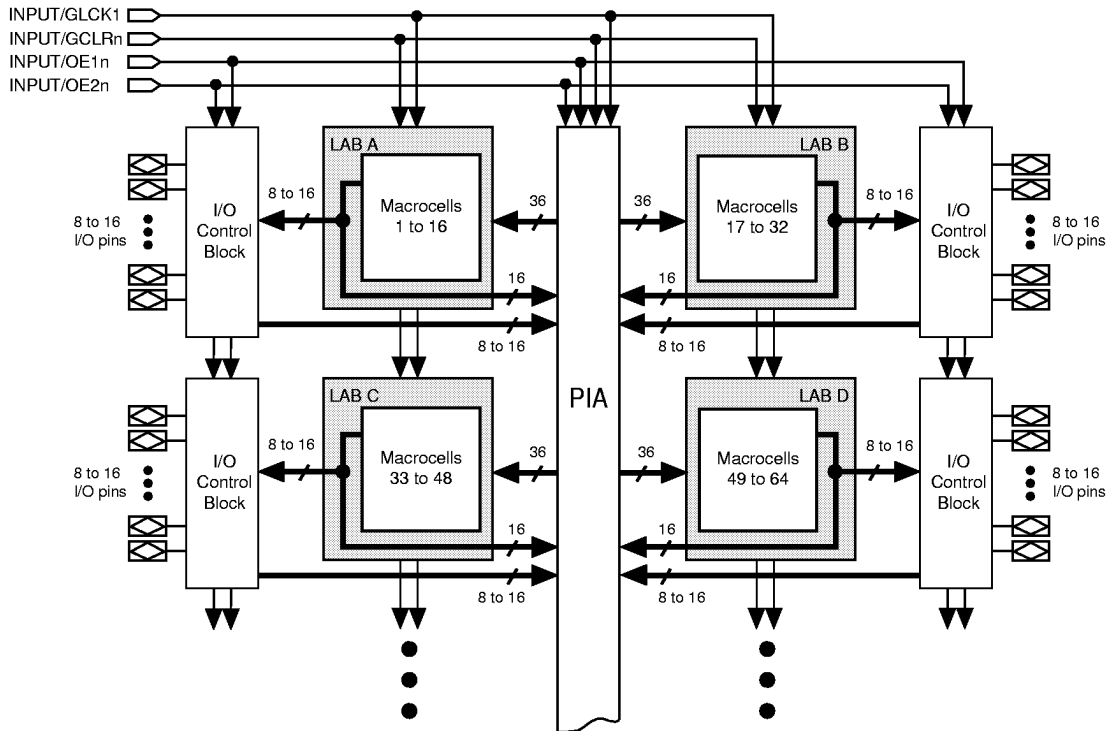 INPUT/GLCK1
INPUT/GCLRn
INPUT/OE1n
INPUT/OE2n
LAB A
LAB B
8 to 16
I/O pins
I/O
Control
Block
8 to 16
Macrocells
1 to 16
36
36
Macrocells
17 to 32
8 to 16
I/O
Control
Block
8 to 16
I/O pins
16
16
8 to 16
8 to 16
PIA
LAB C
LAB D
8 to 16
I/O pins
I/O
Control
Block
8 to 16
Macrocells
33 to 48
36
36
Macrocells
49 to 64
8 to 16
I/O
Control
Block
8 to 16
I/O pins
16
16
8 to 16
8 to 16